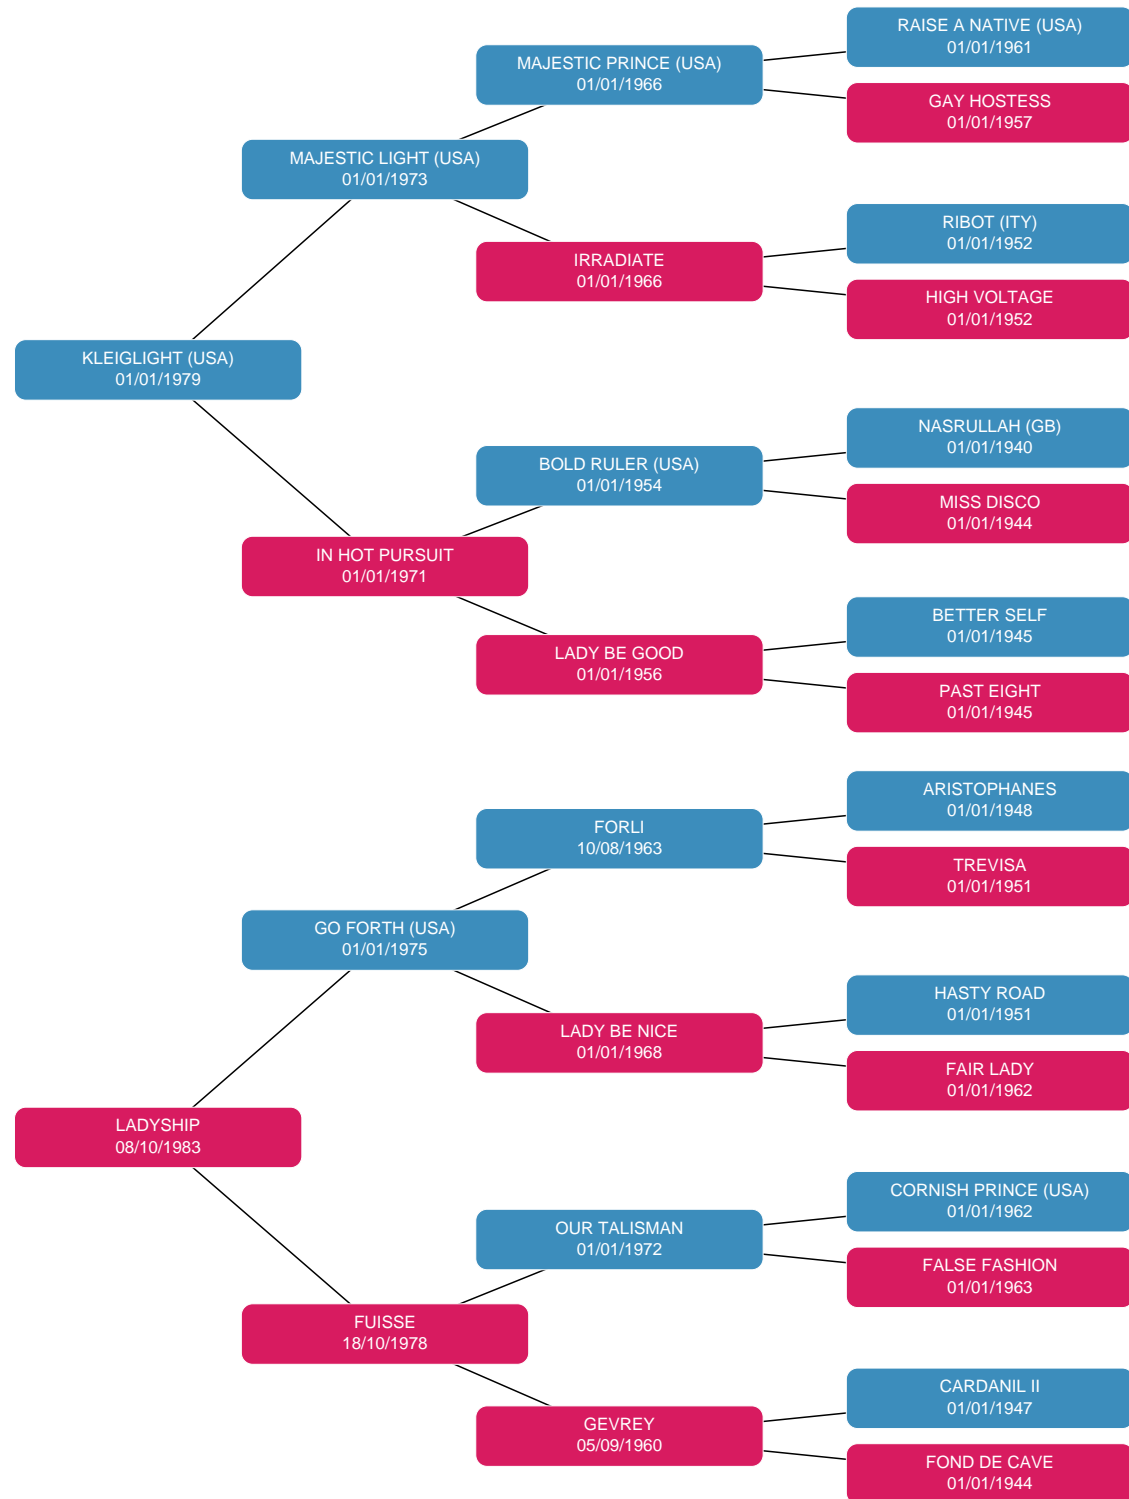 RAISE A NATIVE (USA)
01/01/1961
MAJESTIC PRINCE (USA)
01/01/1966
GAY HOSTESS
01/01/1957
MAJESTIC LIGHT (USA)
01/01/1973
RIBOT (ITY)
01/01/1952
IRRADIATE
01/01/1966
HIGH VOLTAGE
01/01/1952
KLEIGLIGHT (USA)
01/01/1979
NASRULLAH (GB)
01/01/1940
BOLD RULER (USA)
01/01/1954
MISS DISCO
01/01/1944
IN HOT PURSUIT
01/01/1971
BETTER SELF
01/01/1945
LADY BE GOOD
01/01/1956
PAST EIGHT
01/01/1945
ARISTOPHANES
01/01/1948
FORLI
10/08/1963
TREVISA
01/01/1951
GO FORTH (USA)
01/01/1975
HASTY ROAD
01/01/1951
LADY BE NICE
01/01/1968
FAIR LADY
01/01/1962
LADYSHIP
08/10/1983
CORNISH PRINCE (USA)
01/01/1962
OUR TALISMAN
01/01/1972
FALSE FASHION
01/01/1963
FUISSE
18/10/1978
CARDANIL II
01/01/1947
GEVREY
05/09/1960
FOND DE CAVE
01/01/1944